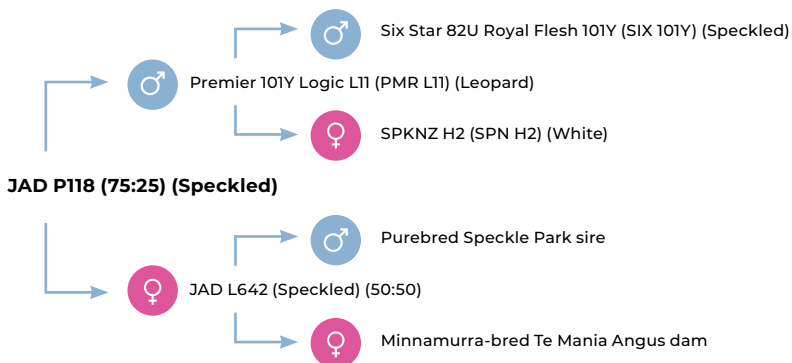 Six Star 82U Royal Flesh 101Y (SIX 101Y) (Speckled)
Premier 101Y Logic L11 (PMR L11) (Leopard)
SPKNZ H2 (SPN H2) (White)
JAD P118 (75:25) (Speckled)
Purebred Speckle Park sire
JAD L642 (Speckled) (50:50)
Minnamurra-bred Te Mania Angus dam